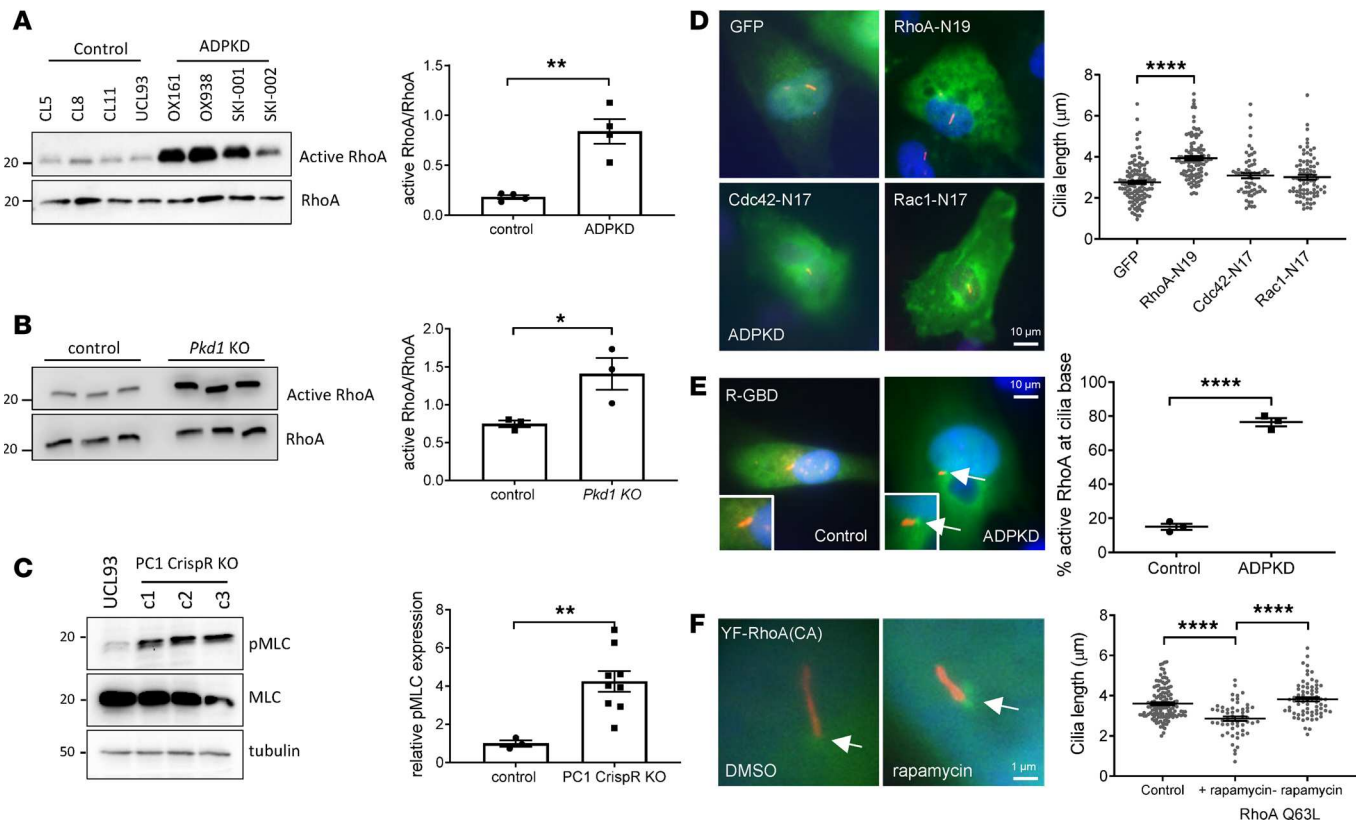 A
Control
ADPKD
CL5
CL8
CL11
UCL93
OX161
OX938
SKI-001
SKI-002
20
Active RhoA
20
RhoA
active RhoA/RhoA
1.5
1.0
0.5
0.0
**
control
ADPKD
B
control
Pkd1 KO
20
Active RhoA
20
RhoA
active RhoA/RhoA
2.0
1.5
1.0
0.5
0.0
*
control
Pkd1 KO
C
UCL93
PC1 CrispR KO
c1
c2
c3
20
pMLC
20
MLC
50
tubulin
relative pMLC expression
8
6
4
2
0
**
control
PC1 CrispR KO
D
GFP
RhoA-N19
Cdc42-N17
Rac1-N17
ADPKD
10 µm
Cilia length (µm)
8
6
4
2
0
****
GFP
RhoA-N19
Cdc42-N17
Rac1-N17
E
R-GBD
Control
10 µm
ADPKD
% active RhoA at cilia base
100
80
60
40
20
0
****
Control
ADPKD
F
YF-RhoA(CA)
DMSO
rapamycin
1 µm
Cilia length (µm)
8
6
4
2
0
****
****
Control
+ rapamycin
- rapamycin
RhoA Q63L